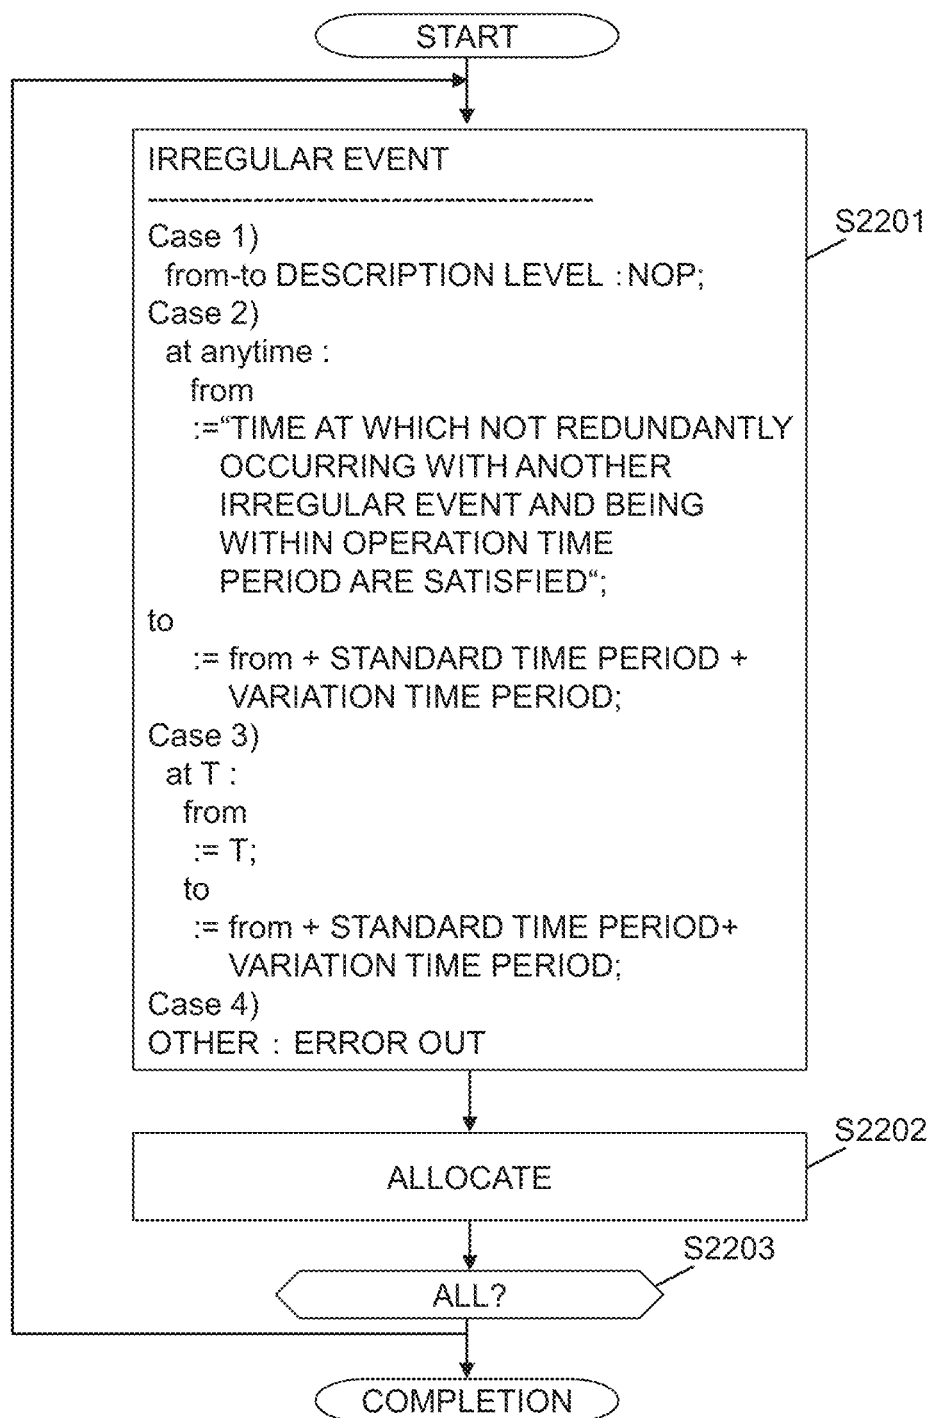 START
IRREGULAR EVENT
S2201
Case 1)
from-to DESCRIPTION LEVEL : NOP;
Case 2)
at anytime :
from
:=“TIME AT WHICH NOT REDUNDANTLY
OCCURRING WITH ANOTHER
IRREGULAR EVENT AND BEING
WITHIN OPERATION TIME
PERIOD ARE SATISFIED“;
to
:= from + STANDARD TIME PERIOD +
VARIATION TIME PERIOD;
Case 3)
at T :
from
:= T;
to
:= from + STANDARD TIME PERIOD+
VARIATION TIME PERIOD;
Case 4)
OTHER : ERROR OUT
S2202
ALLOCATE
S2203
ALL?
COMPLETION